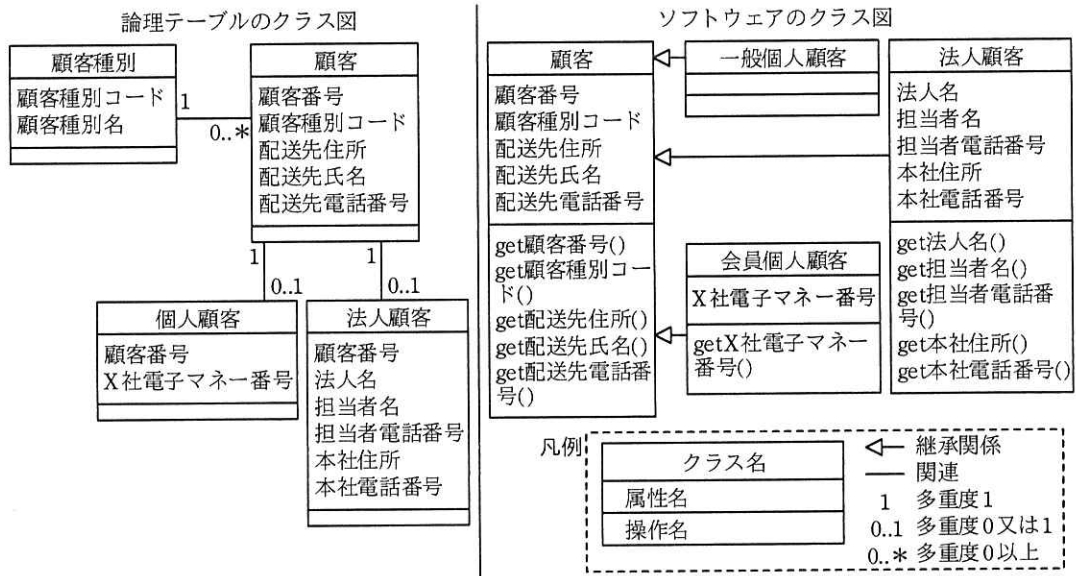 論理テーブルのクラス図
顧客種別
顧客種別コード
顧客種別名
1
0..*
顧客
顧客番号
顧客種別コード
配送先住所
配送先氏名
配送先電話番号
1
0..1
1
0..1
個人顧客
顧客番号
X社電子マネー番号
法人顧客
顧客番号
法人名
担当者名
担当者電話番号
本社住所
本社電話番号
ソフトウェアのクラス図
顧客
顧客番号
顧客種別コード
配送先住所
配送先氏名
配送先電話番号
get顧客番号()
get顧客種別コー
ド()
get配送先住所()
get配送先氏名()
get配送先電話番
号()
一般個人顧客
会員個人顧客
X社電子マネー番号
getX社電子マネー
番号()
法人顧客
法人名
担当者名
担当者電話番号
本社住所
本社電話番号
get法人名()
get担当者名()
get担当者電話番
号()
get本社住所()
get本社電話番号()
凡例
クラス名
属性名
操作名
継承関係
関連
1 多重度1
0..1 多重度0又は1
0..* 多重度0以上